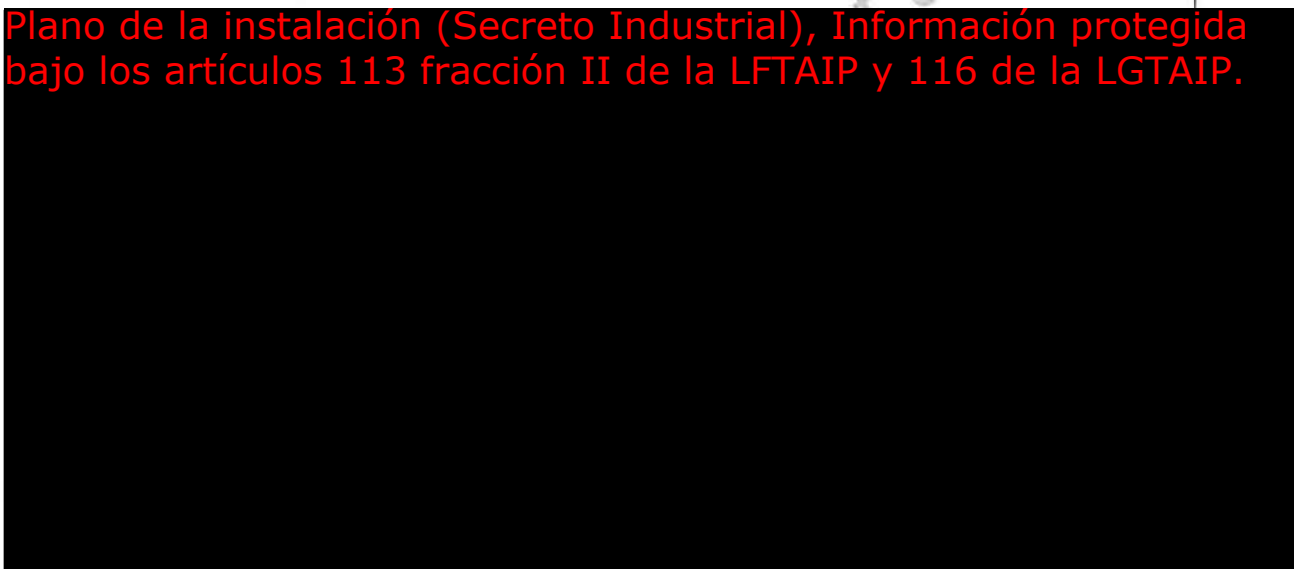 Plano de la instalación (Secreto Industrial), Información protegida
bajo los artículos 113 fracción II de la LFTAIP y 116 de la LGTAIP.